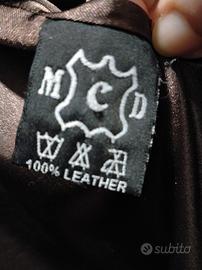 M C D
100% LEATHER
subito